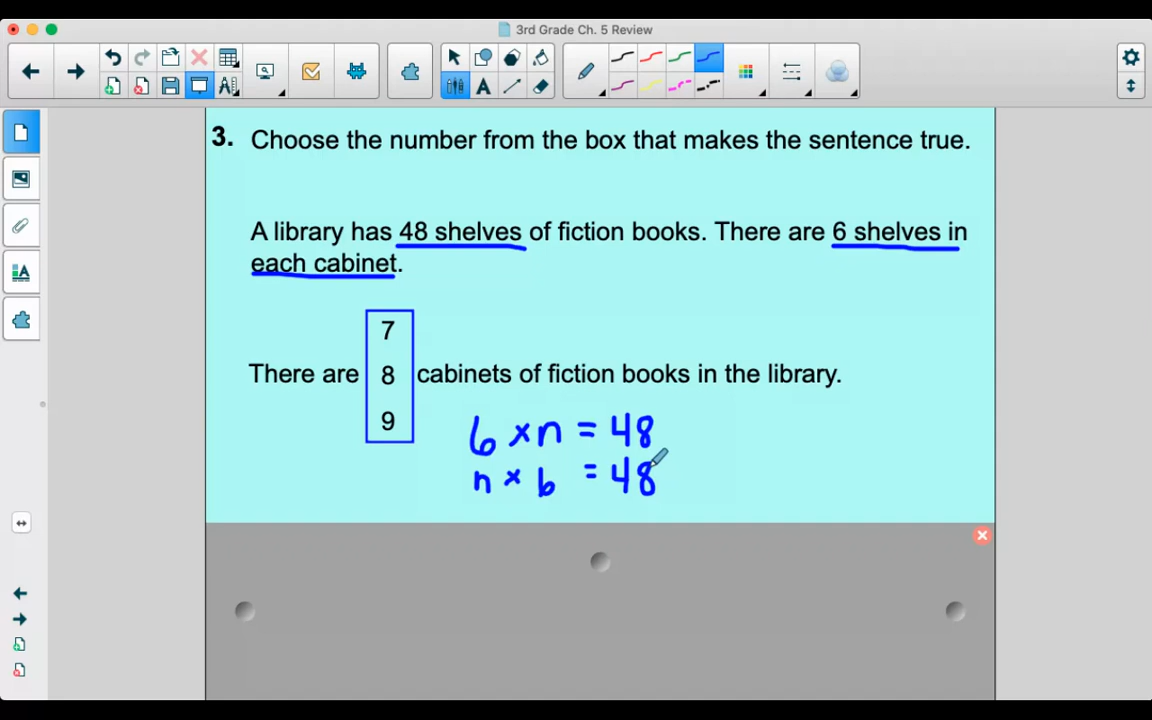 3rd Grade Ch. 5 Review
3. Choose the number from the box that makes the sentence true.
A library has 48 shelves of fiction books. There are 6 shelves in
each cabinet.
7
There are 8 cabinets of fiction books in the library.
9
6 × n = 48
n × 6 = 48